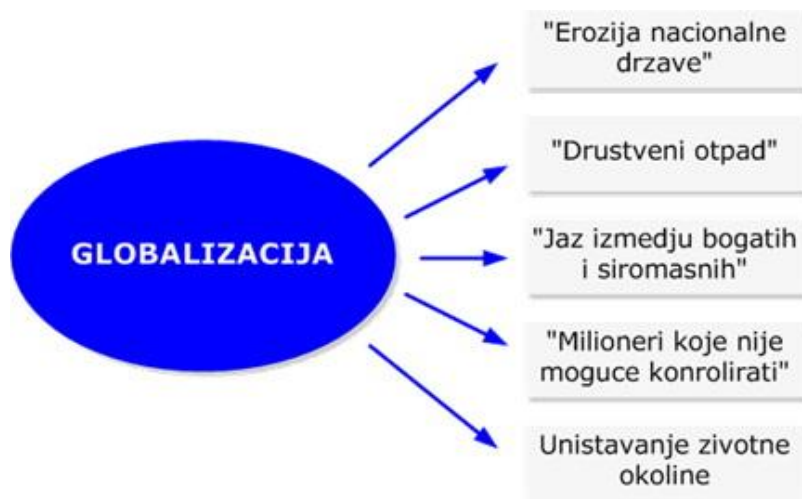 GLOBALIZACIJA
"Erozija nacionalne
drzave"
"Drustveni otpad"
"Jaz izmedju bogatih
i siromasnih"
"Milioneri koje nije
moguce konrolirati"
Unistavanje zivotne
okoline